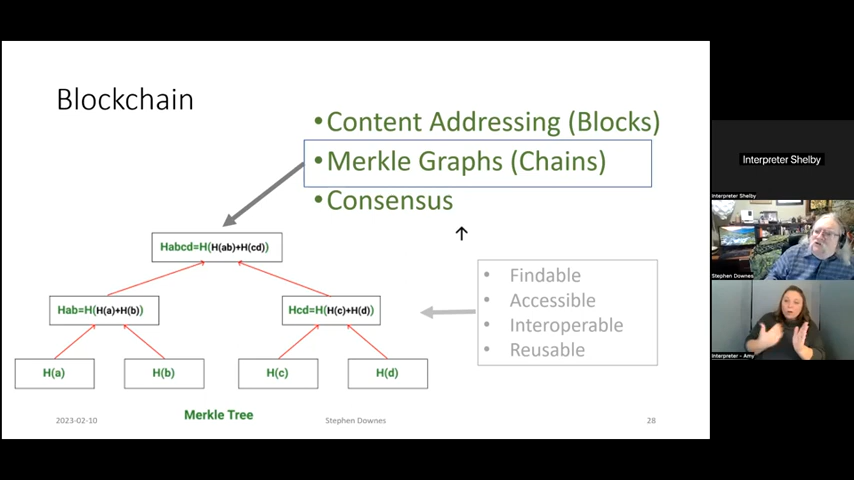 Blockchain
•Content Addressing (Blocks)
•Merkle Graphs (Chains)
•Consensus
Habcd=H(H(ab)+H(cd))
Hab=H(H(a)+H(b))
Hcd=H(H(c)+H(d))
H(a)
H(b)
H(c)
H(d)
Merkle Tree
• Findable
• Accessible
• Interoperable
• Reusable
2023-02-10
Stephen Downes
28
Interpreter Shelby
Interpreter Shelby
Stephen Downes
Interpreter - Amy